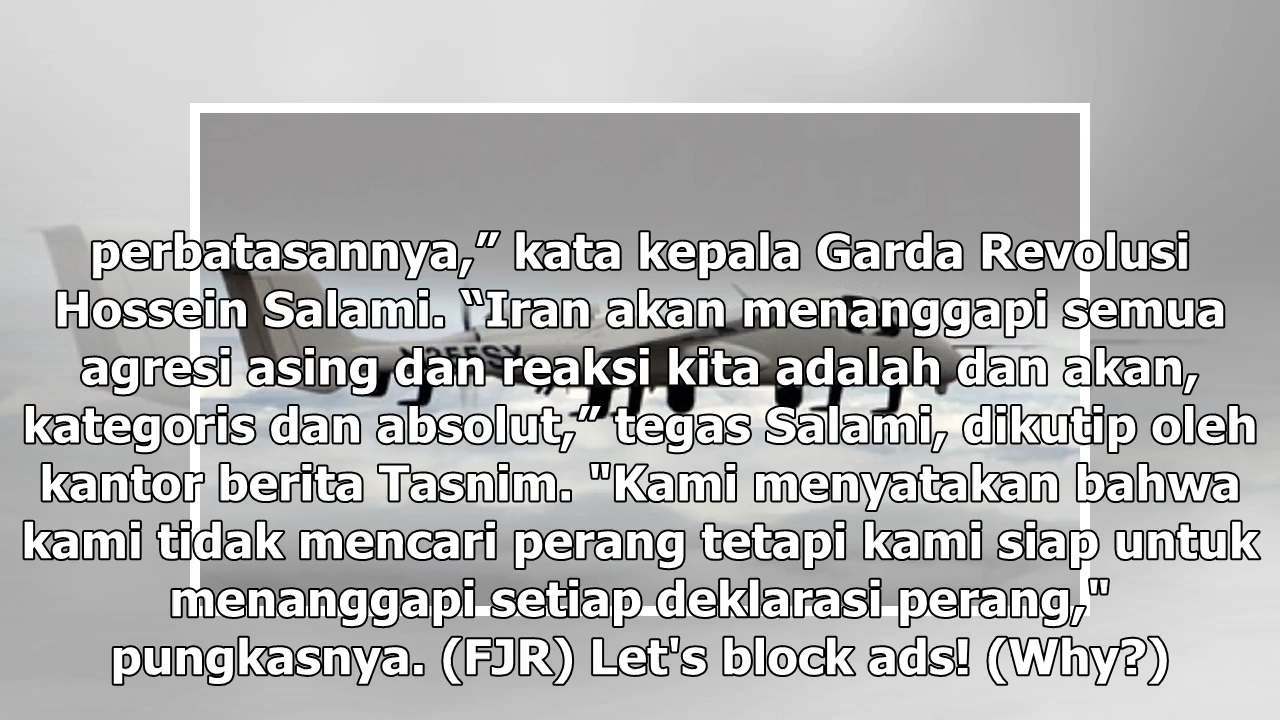 perbatasannya,” kata kepala Garda Revolusi
Hossein Salami. “Iran akan menanggapi semua
agresi asing dan reaksi kita adalah dan akan,
kategoris dan absolut,” tegas Salami, dikutip oleh
kantor berita Tasnim. "Kami menyatakan bahwa
kami tidak mencari perang tetapi kami siap untuk
menanggapi setiap deklarasi perang,"
pungkasnya. (FJR) Let's block ads! (Why?)